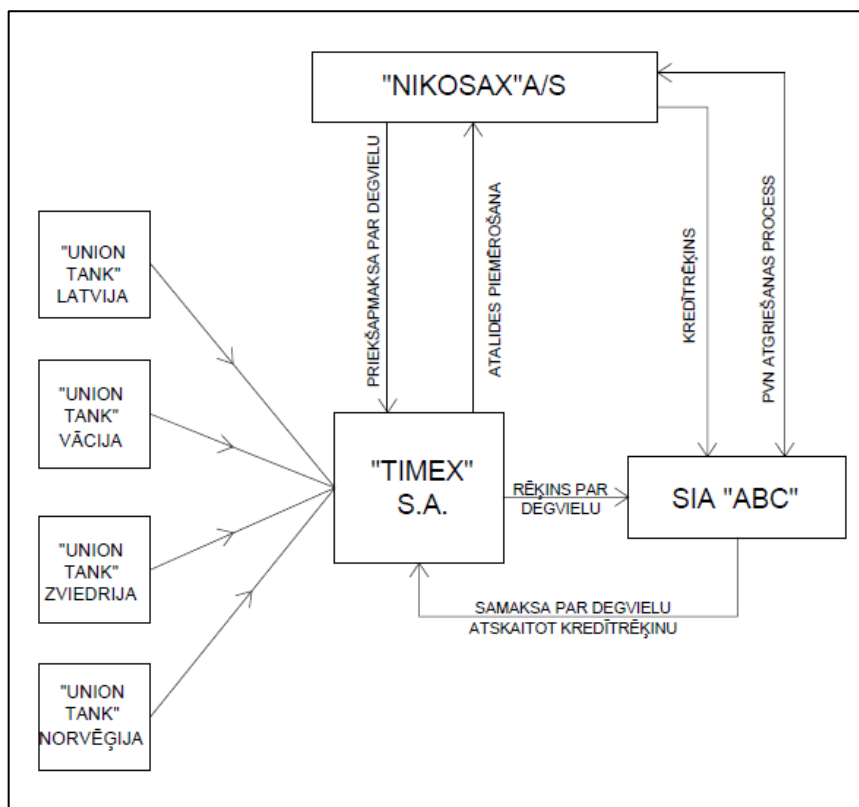 "NIKOSAX"A/S
PRIEKŠAPMAKSA PAR DEGVIELU
ATALIDES PIEMĒROŠANA
KREDĪTRĒĶINS
PVN ATGRIEŠANAS PROCESS
"UNION
TANK"
LATVIJA
"UNION
TANK"
VĀCIJA
"UNION
TANK"
ZVIEDRIJA
"UNION
TANK"
NORVĒĢIJA
"TIMEX"
S.A.
RĒĶINS PAR
DEGVIELU
SIA "ABC"
SAMAKSA PAR DEGVIELU
ATSKAITOT KREDĪTRĒĶINU